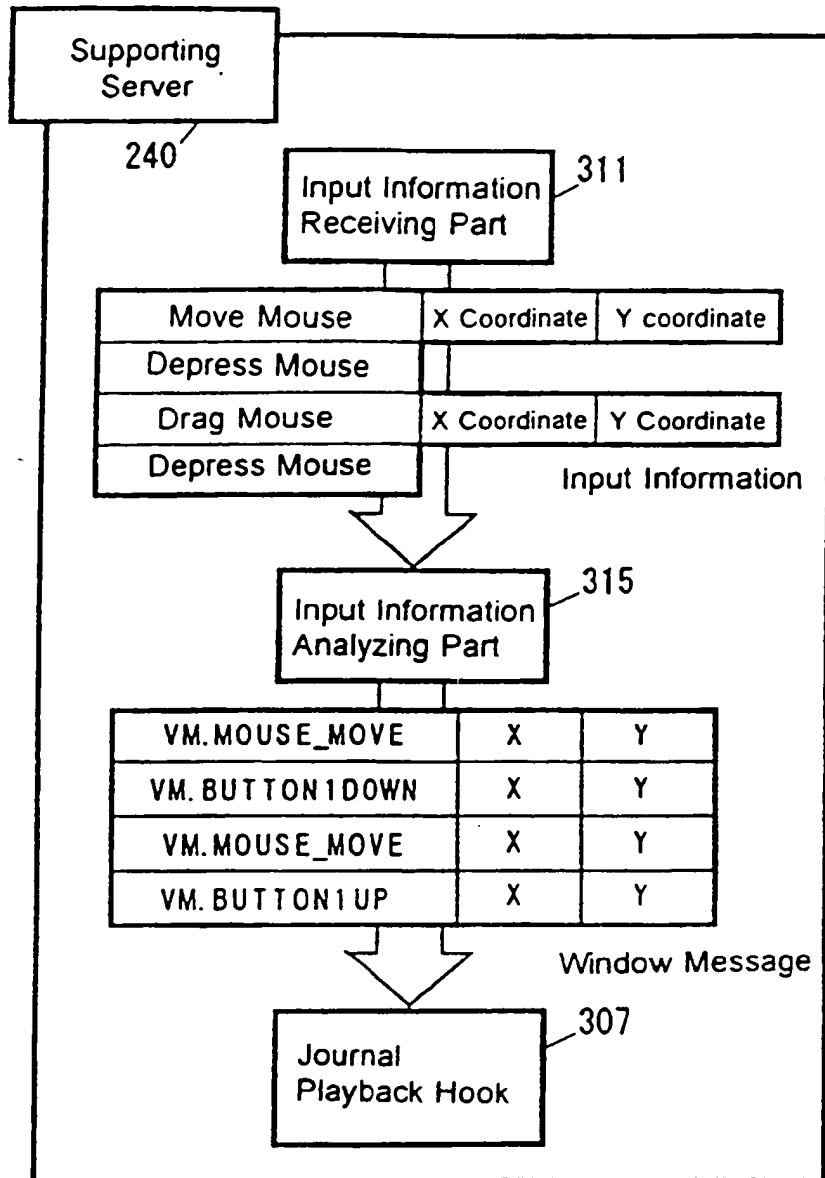 Supporting
Server
240
Input Information
Receiving Part
311
Move Mouse X Coordinate Y coordinate
Depress Mouse
Drag Mouse X Coordinate Y Coordinate
Depress Mouse
Input Information
Input Information
Analyzing Part
315
VM.MOUSE_MOVE X Y
VM.BUTTON1DOWN X Y
VM.MOUSE_MOVE X Y
VM.BUTTON1UP X Y
Window Message
Journal
Playback Hook
307